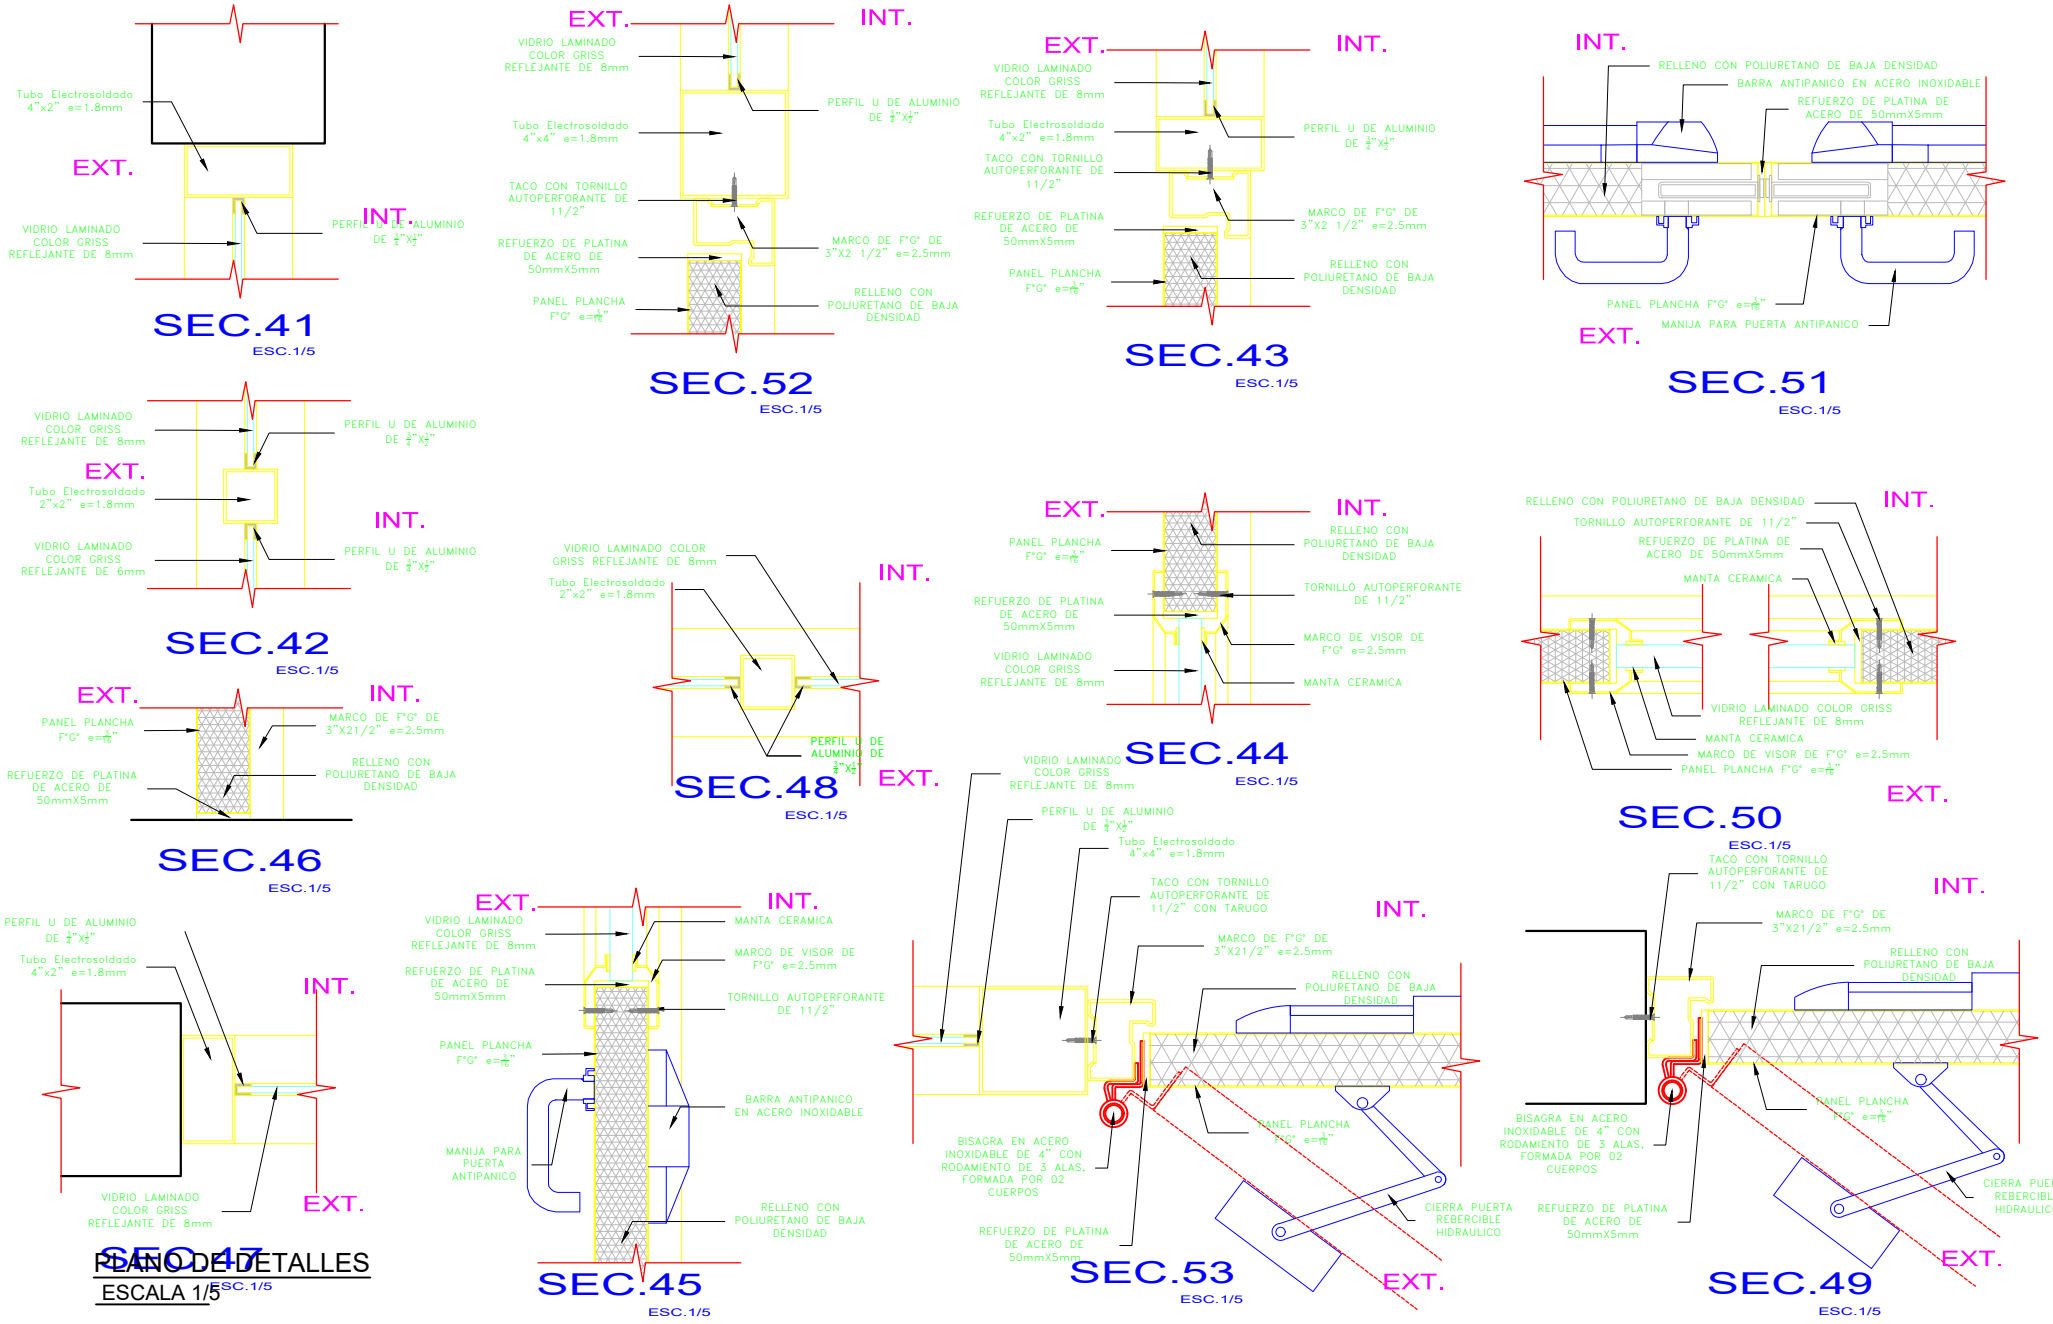 Tubo Electrosoldado
4"x2" e=1.8mm
EXT.
INT.
VIDRIO LAMINADO
COLOR GRISS
REFLEJANTE DE 8mm
PERFIL U DE ALUMINIO
SEC.41
ESC.1/5
EXT.
INT.
VIDRIO LAMINADO
COLOR GRISS
REFLEJANTE DE 8mm
PERFIL U DE ALUMINIO
Tubo Electrosoldado
4"x4" e=1.8mm
TACO CON TORNILLO
AUTOPERFORANTE DE
11/2"
REFUERZO DE PLATINA
DE ACERO DE
50mmX5mm
MARCO DE F°G° DE
3"X2 1/2" e=2.5mm
PANEL PLANCHA
RELLENO CON
POLIURETANO DE BAJA
DENSIDAD
SEC.52
ESC.1/5
EXT.
INT.
VIDRIO LAMINADO
COLOR GRISS
REFLEJANTE DE 8mm
PERFIL U DE ALUMINIO
Tubo Electrosoldado
4"x2" e=1.8mm
TACO CON TORNILLO
AUTOPERFORANTE DE
11/2"
REFUERZO DE PLATINA
DE ACERO DE
50mmX5mm
MARCO DE F°G° DE
3"X2 1/2" e=2.5mm
PANEL PLANCHA
RELLENO CON
POLIURETANO DE BAJA
DENSIDAD
SEC.43
ESC.1/5
INT.
RELLENO CON POLIURETANO DE BAJA DENSIDAD
BARRA ANTIPANICO EN ACERO INOXIDABLE
REFUERZO DE PLATINA DE
ACERO DE 50mmX5mm
PANEL PLANCHA F°G°
MANIJA PARA PUERTA ANTIPANICO
EXT.
SEC.51
ESC.1/5
VIDRIO LAMINADO
COLOR GRISS
REFLEJANTE DE 8mm
PERFIL U DE ALUMINIO
DE 3/4"X1/2"
EXT.
Tubo Electrosoldado
2"x2" e=1.8mm
INT.
VIDRIO LAMINADO
COLOR GRISS
REFLEJANTE DE 6mm
PERFIL U DE ALUMINIO
DE 3/4"X1/2"
SEC.42
ESC.1/5
VIDRIO LAMINADO COLOR
GRISS REFLEJANTE DE 8mm
Tubo Electrosoldado
2"x2" e=1.8mm
INT.
PERFIL U DE
ALUMINIO DE
EXT.
SEC.48
ESC.1/5
EXT.
INT.
PANEL PLANCHA
RELLENO CON
POLIURETANO DE BAJA
DENSIDAD
TORNILLO AUTOPERFORANTE
DE 11/2"
REFUERZO DE PLATINA
DE ACERO DE
50mmX5mm
MARCO DE VISOR DE
F°G° e=2.5mm
VIDRIO LAMINADO
COLOR GRISS
REFLEJANTE DE 8mm
MANTA CERAMICA
SEC.44
ESC.1/5
RELLENO CON POLIURETANO DE BAJA DENSIDAD
INT.
TORNILLO AUTOPERFORANTE DE 11/2"
REFUERZO DE PLATINA DE
ACERO DE 50mmX5mm
MANTA CERAMICA
VIDRIO LAMINADO COLOR GRISS
REFLEJANTE DE 8mm
MANTA CERAMICA
MARCO DE VISOR DE F°G° e=2.5mm
PANEL PLANCHA F°G°
EXT.
SEC.50
ESC.1/5
EXT.
INT.
PANEL PLANCHA
MARCO DE F°G° DE
3"X21/2" e=2.5mm
REFUERZO DE PLATINA
DE ACERO DE
50mmX5mm
RELLENO CON
POLIURETANO DE BAJA
DENSIDAD
SEC.46
ESC.1/5
PERFIL U DE ALUMINIO
Tubo Electrosoldado
4"x2" e=1.8mm
INT.
VIDRIO LAMINADO
COLOR GRISS
REFLEJANTE DE 8mm
EXT.
SEC.47
ESC.1/5
PLANO DE DETALLES
ESCALA 1/5
EXT.
INT.
VIDRIO LAMINADO
COLOR GRISS
REFLEJANTE DE 8mm
MANTA CERAMICA
MARCO DE VISOR DE
F°G° e=2.5mm
REFUERZO DE PLATINA
DE ACERO DE
50mmX5mm
TORNILLO AUTOPERFORANTE
DE 11/2"
PANEL PLANCHA
BARRA ANTIPANICO
EN ACERO INOXIDABLE
MANIJA PARA
PUERTA
ANTIPANICO
RELLENO CON
POLIURETANO DE BAJA
DENSIDAD
SEC.45
ESC.1/5
VIDRIO LAMINADO
COLOR GRISS
REFLEJANTE DE 8mm
PERFIL U DE ALUMINIO
Tubo Electrosoldado
4"x4" e=1.8mm
TACO CON TORNILLO
AUTOPERFORANTE DE
11/2" CON TARUGO
INT.
MARCO DE F°G° DE
3"X21/2" e=2.5mm
RELLENO CON
POLIURETANO DE BAJA
DENSIDAD
PANEL PLANCHA
BISAGRA EN ACERO
INOXIDABLE DE 4" CON
RODAMIENTO DE 3 ALAS.
FORMADA POR 02
CUERPOS
REFUERZO DE PLATINA
DE ACERO DE
50mmX5mm
CIERRA PUERTA
REBERCIBLE
HIDRAULICO
EXT.
SEC.53
ESC.1/5
TACO CON TORNILLO
AUTOPERFORANTE DE
11/2" CON TARUGO
INT.
MARCO DE F°G° DE
3"X21/2" e=2.5mm
RELLENO CON
POLIURETANO DE BAJA
DENSIDAD
PANEL PLANCHA
BISAGRA EN ACERO
INOXIDABLE DE 4" CON
RODAMIENTO DE 3 ALAS.
FORMADA POR 02
CUERPOS
REFUERZO DE PLATINA
DE ACERO DE
50mmX5mm
CIERRA
REBERCIBLE
EXT.
SEC.49
ESC.1/5